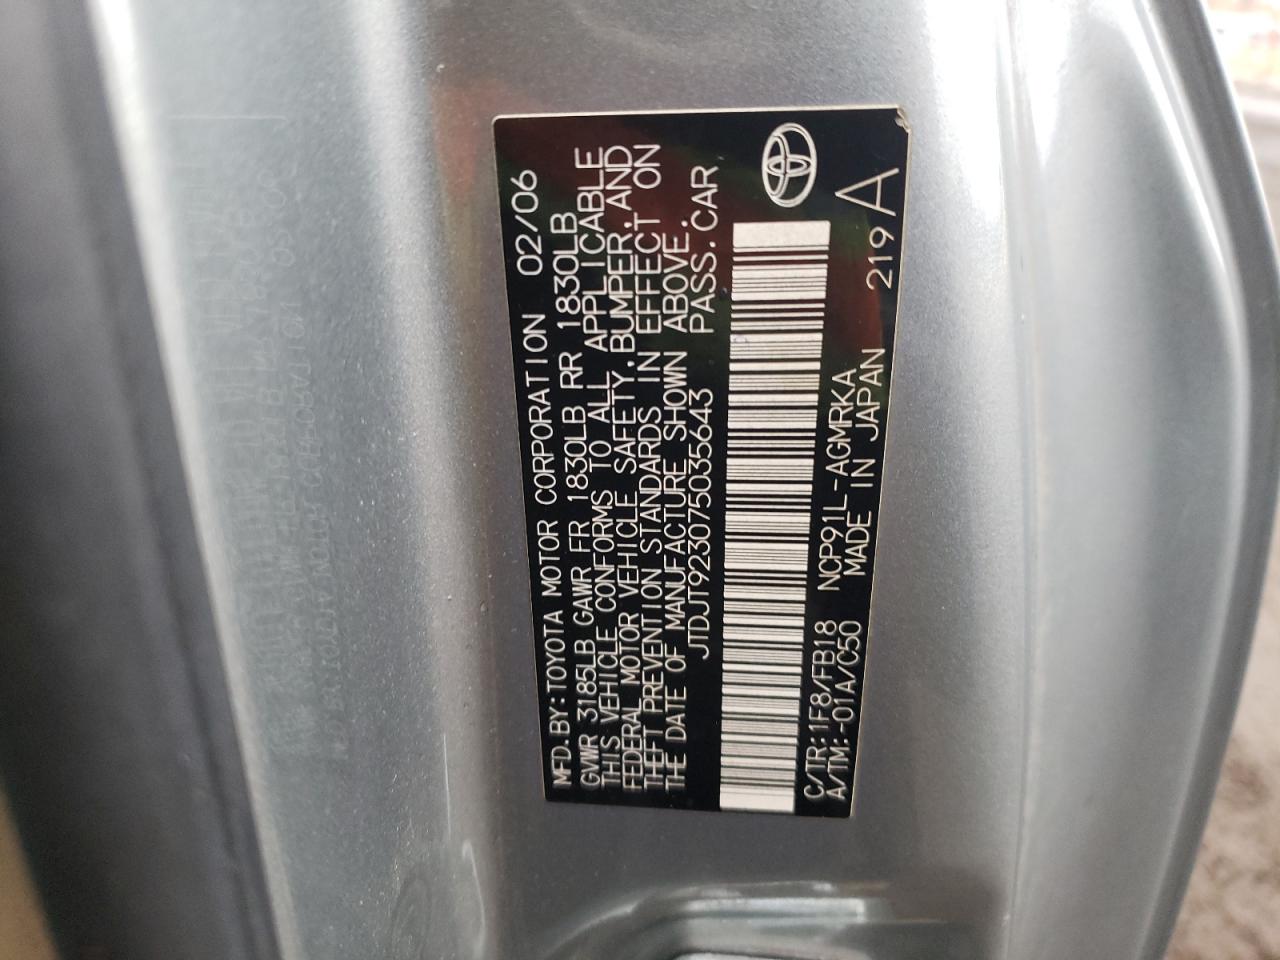 MFD.BY:TOYOTA MOTOR CORPORATION 02/06
GVWR 3185LB GAWR FR 1830LB RR 1830LB
THIS VEHICLE CONFORMS TO ALL APPLICABLE
FEDERAL MOTOR VEHICLE SAFETY,BUMPER,AND
THEFT PREVENTION STANDARDS IN EFFECT ON
THE DATE OF MANUFACTURE SHOWN ABOVE.
JTDJT923075035643 PASS.CAR
C/TR:1F8/FB18 NCP91L-AGMRKA
A/TM:-01A/C50 MADE IN JAPAN 219 A